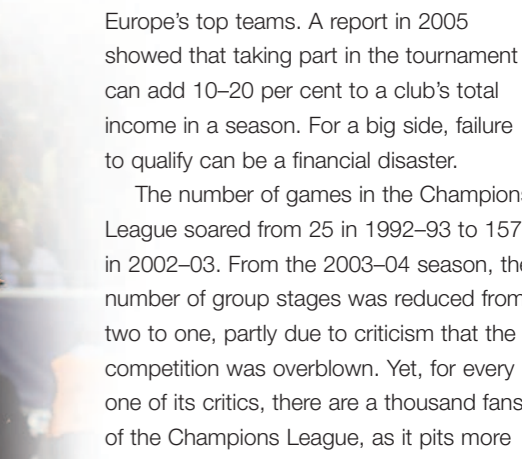 Europe’s top teams. A report in 2005
showed that taking part in the tournament
can add 10–20 per cent to a club’s total
income in a season. For a big side, failure
to qualify can be a financial disaster.
The number of games in the Champions
League soared from 25 in 1992–93 to 157
in 2002–03. From the 2003–04 season, the
number of group stages was reduced from
two to one, partly due to criticism that the
competition was overblown. Yet, for every
one of its critics, there are a thousand fans
of the Champions League, as it pits more